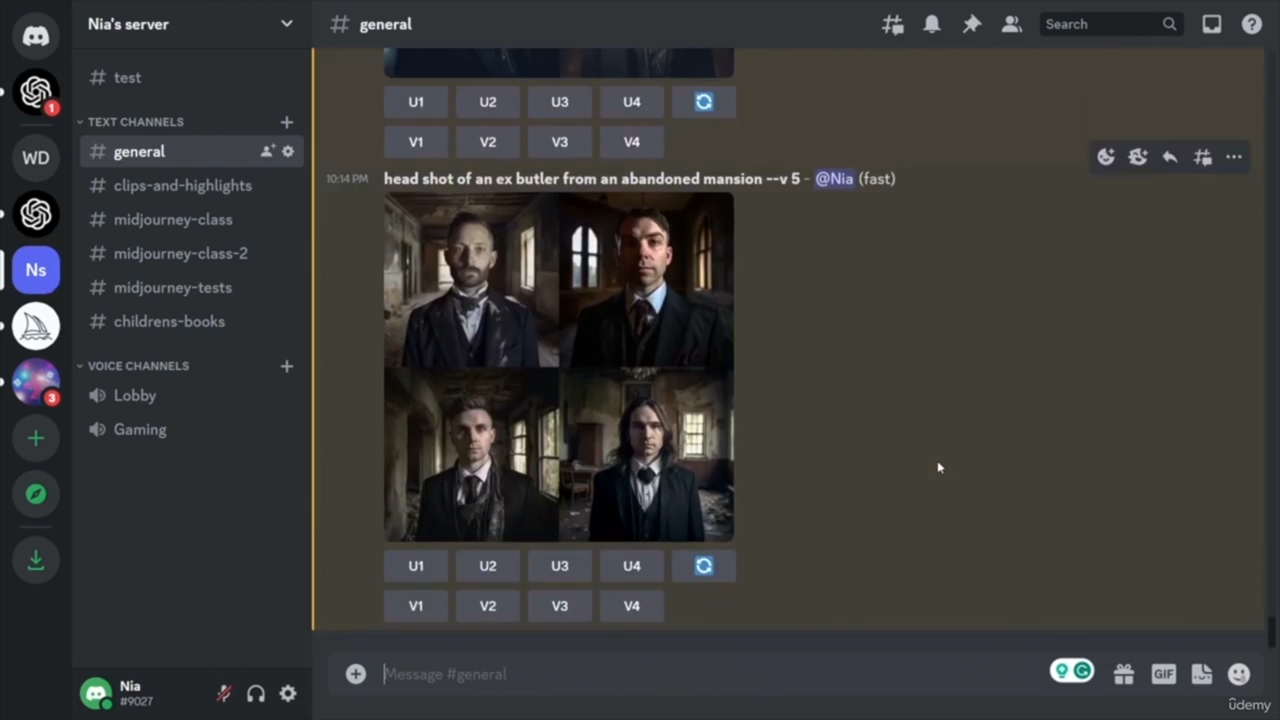 Nia's server
general
Search
test
TEXT CHANNELS
general
clips-and-highlights
midjourney-class
midjourney-class-2
midjourney-tests
childrens-books
VOICE CHANNELS
Lobby
Gaming
1
WD
Ns
3
U1 U2 U3 U4
V1 V2 V3 V4
10:14 PM head shot of an ex butler from an abandoned mansion --v 5 - @Nia (fast)
U1 U2 U3 U4
V1 V2 V3 V4
Nia
#9027
Message #general
GIF
ûdemy